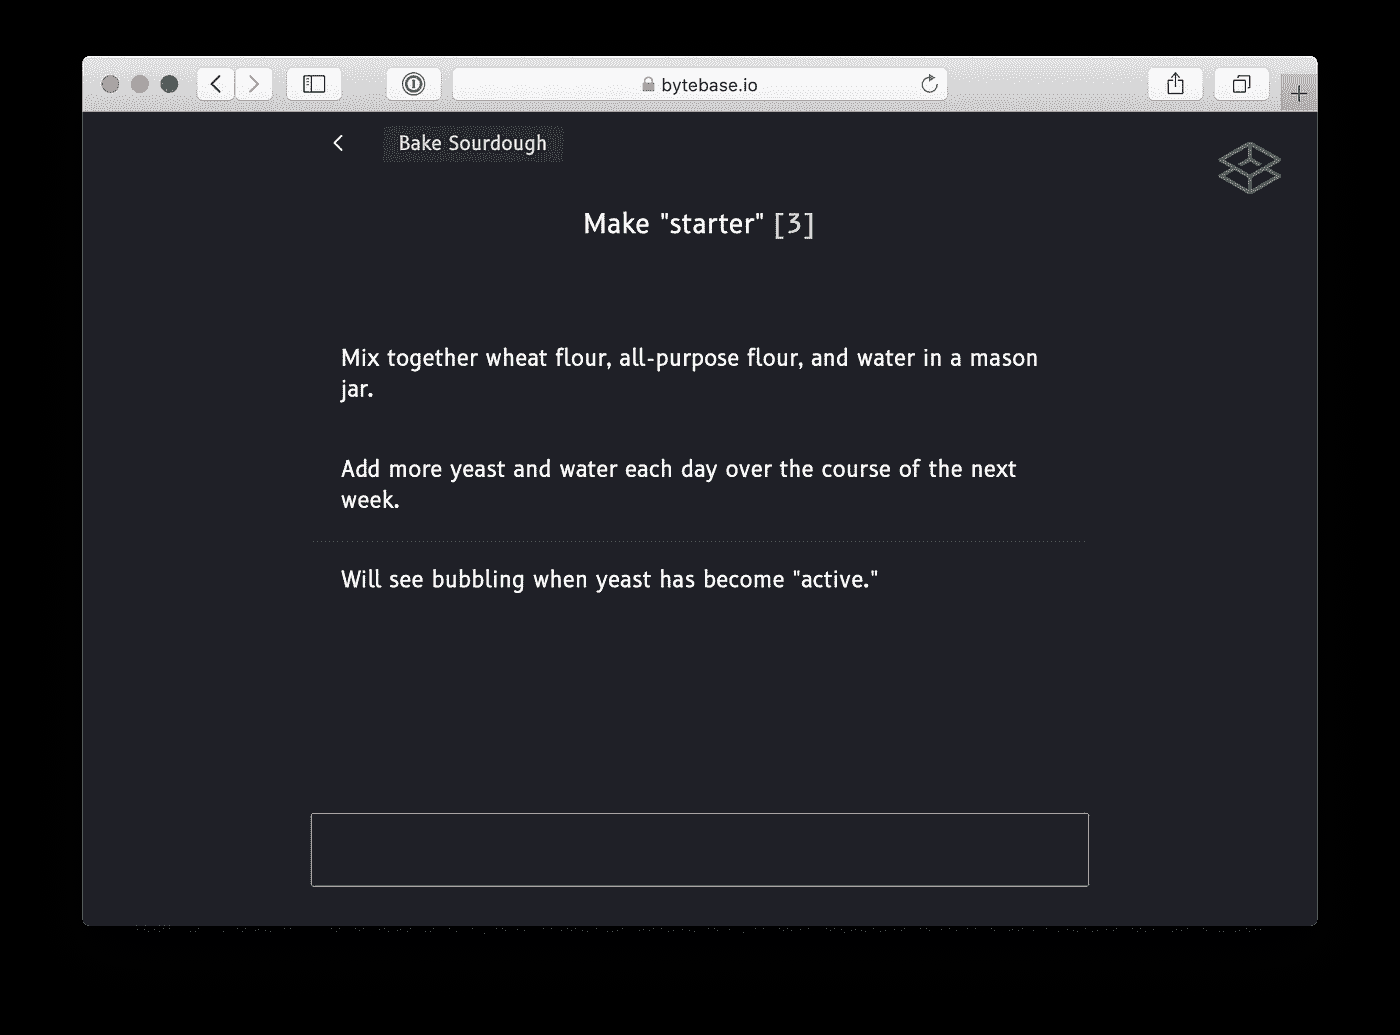 bytebase.io
Bake Sourdough
Make "starter" [3]
Mix together wheat flour, all-purpose flour, and water in a mason
jar.
Add more yeast and water each day over the course of the next
week.
Will see bubbling when yeast has become "active."